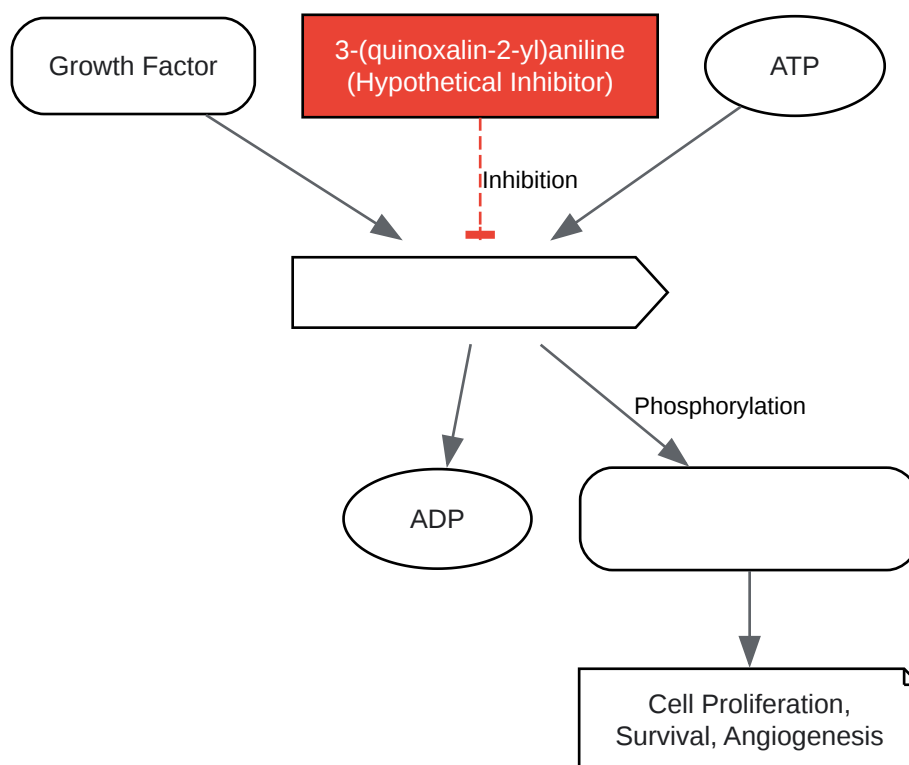 Growth Factor
3-(quinoxalin-2-yl)aniline
(Hypothetical Inhibitor)
ATP
Inhibition
Phosphorylation
ADP
Cell Proliferation,
Survival, Angiogenesis